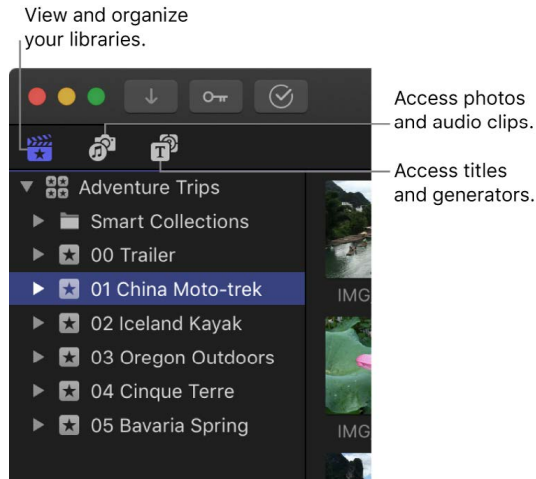 View and organize
your libraries.
Access photos
and audio clips.
Access titles
and generators.
T
Adventure Trips
Smart Collections
00 Trailer
01 China Moto-trek
IMG
02 Iceland Kayak
03 Oregon Outdoors
04 Cinque Terre
05 Bavaria Spring
IMG